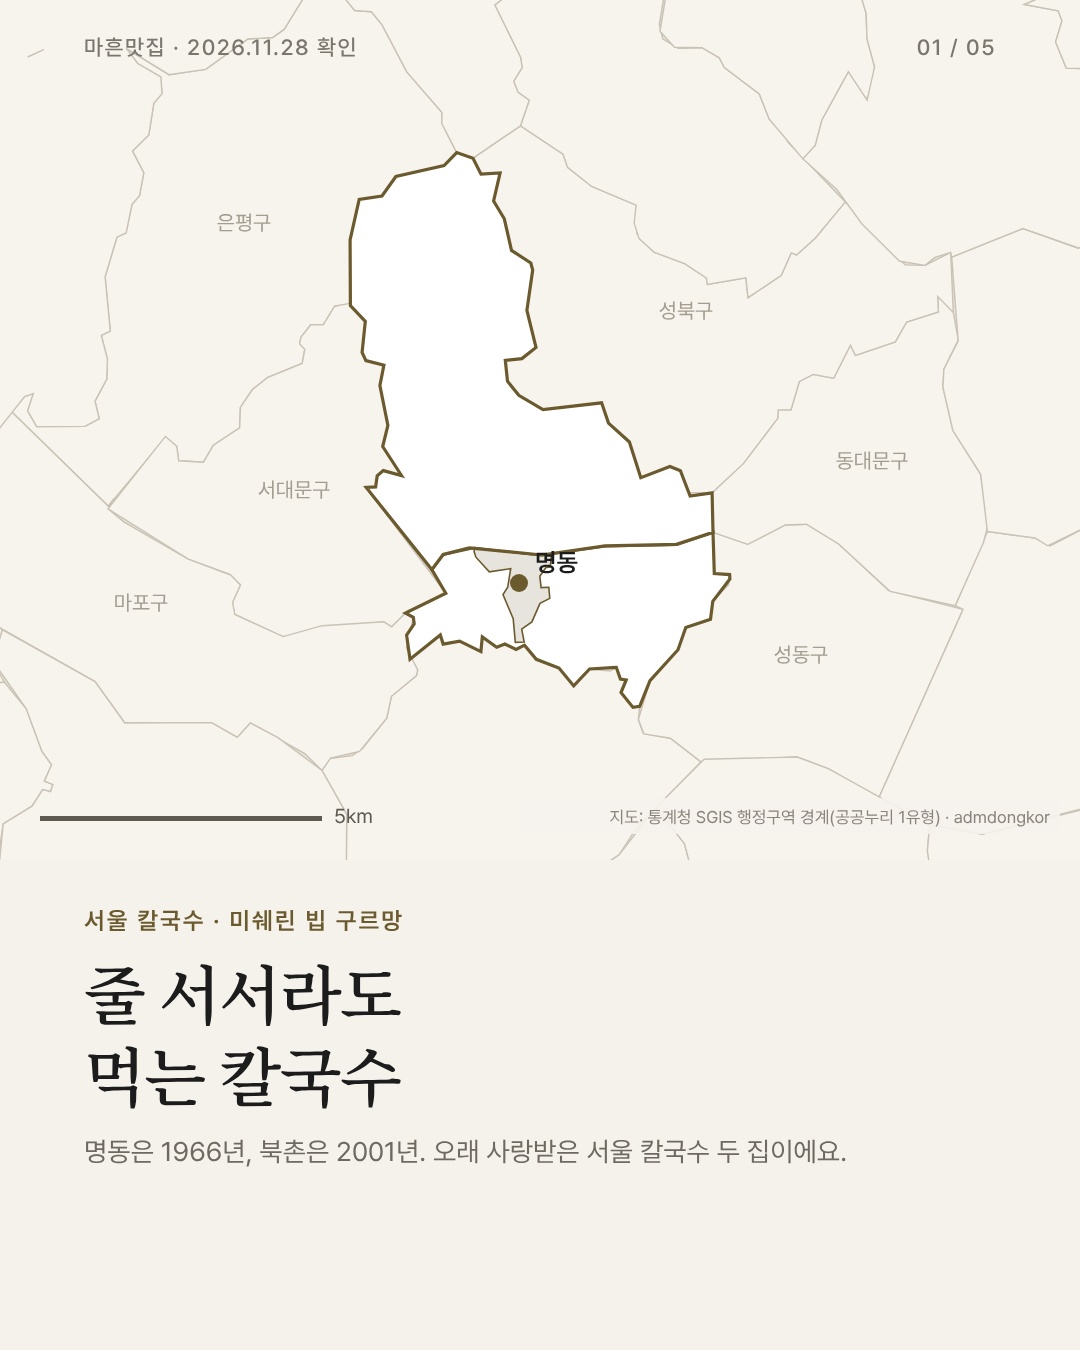 마흔맛집 · 2026.11.28 확인
01 / 05
은평구
성북구
동대문구
서대문구
명동
마포구
성동구
5km
지도: 통계청 SGIS 행정구역 경계(공공누리 1유형) · admdongkor
서울 칼국수 · 미쉐린 빕 구르망
줄 서서라도
먹는 칼국수
명동은 1966년, 북촌은 2001년. 오래 사랑받은 서울 칼국수 두 집이에요.